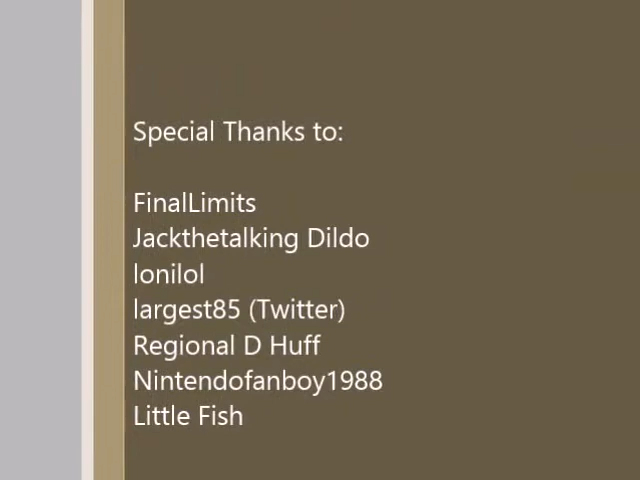 Special Thanks to:
FinalLimits
Jackthetalking Dildo
lonilol
largest85 (Twitter)
Regional D Huff
Nintendofanboy1988
Little Fish